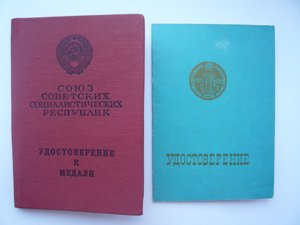 СОЮЗ
СОВЕТСКИХ
СОЦИАЛИСТИЧЕСКИХ
РЕСПУБЛИК
УДОСТОВЕРЕНИЕ
К
МЕДАЛИ
УДОСТОВЕРЕНИЕ